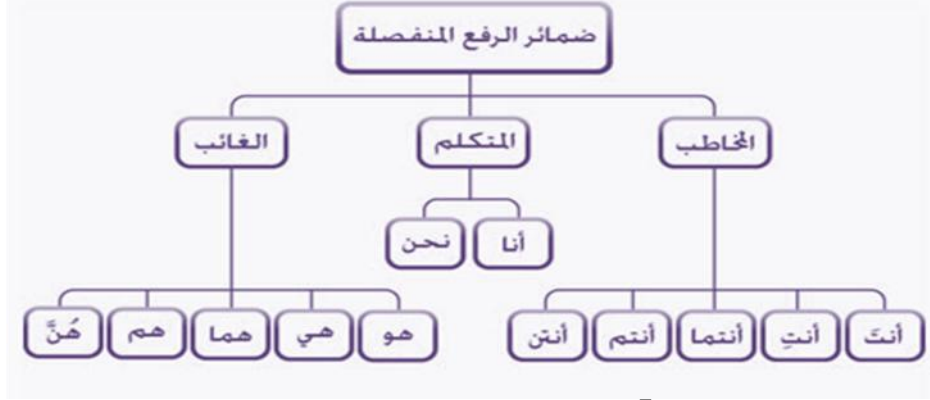 ضمائر الرفع المنفصلة
المخاطب
المتكلم
الغائب
أنا
نحن
أنتَ
أنتِ
أنتما
أنتم
أنتن
هو
هي
هما
هم
هُنَّ